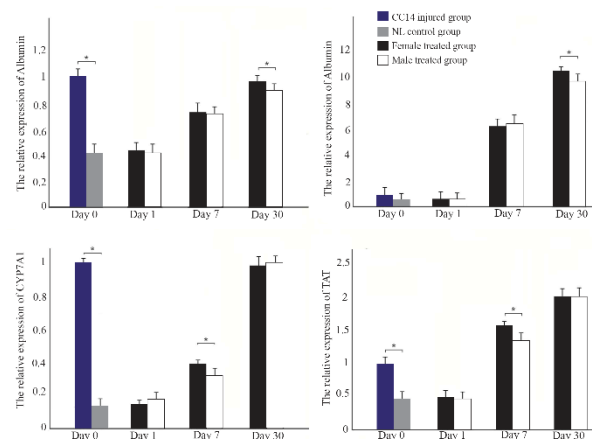 CC14 injured group
NL control group
Female treated group
Male treated group
The relative expression of Albumin
1,2
1
0,8
0,6
0,4
0,2
0
*
*
Day 0
Day 1
Day 7
Day 30
The relative expression of Albumin
12
10
8
6
4
2
0
*
Day 0
Day 1
Day 7
Day 30
The relative expression of CYP7A1
1
0,8
0,6
0,4
0,2
0
*
*
Day 0
Day 1
Day 7
Day 30
The relative expression of TAT
2,5
2
1,5
1
0,5
0
*
*
Day 0
Day 1
Day 7
Day 30